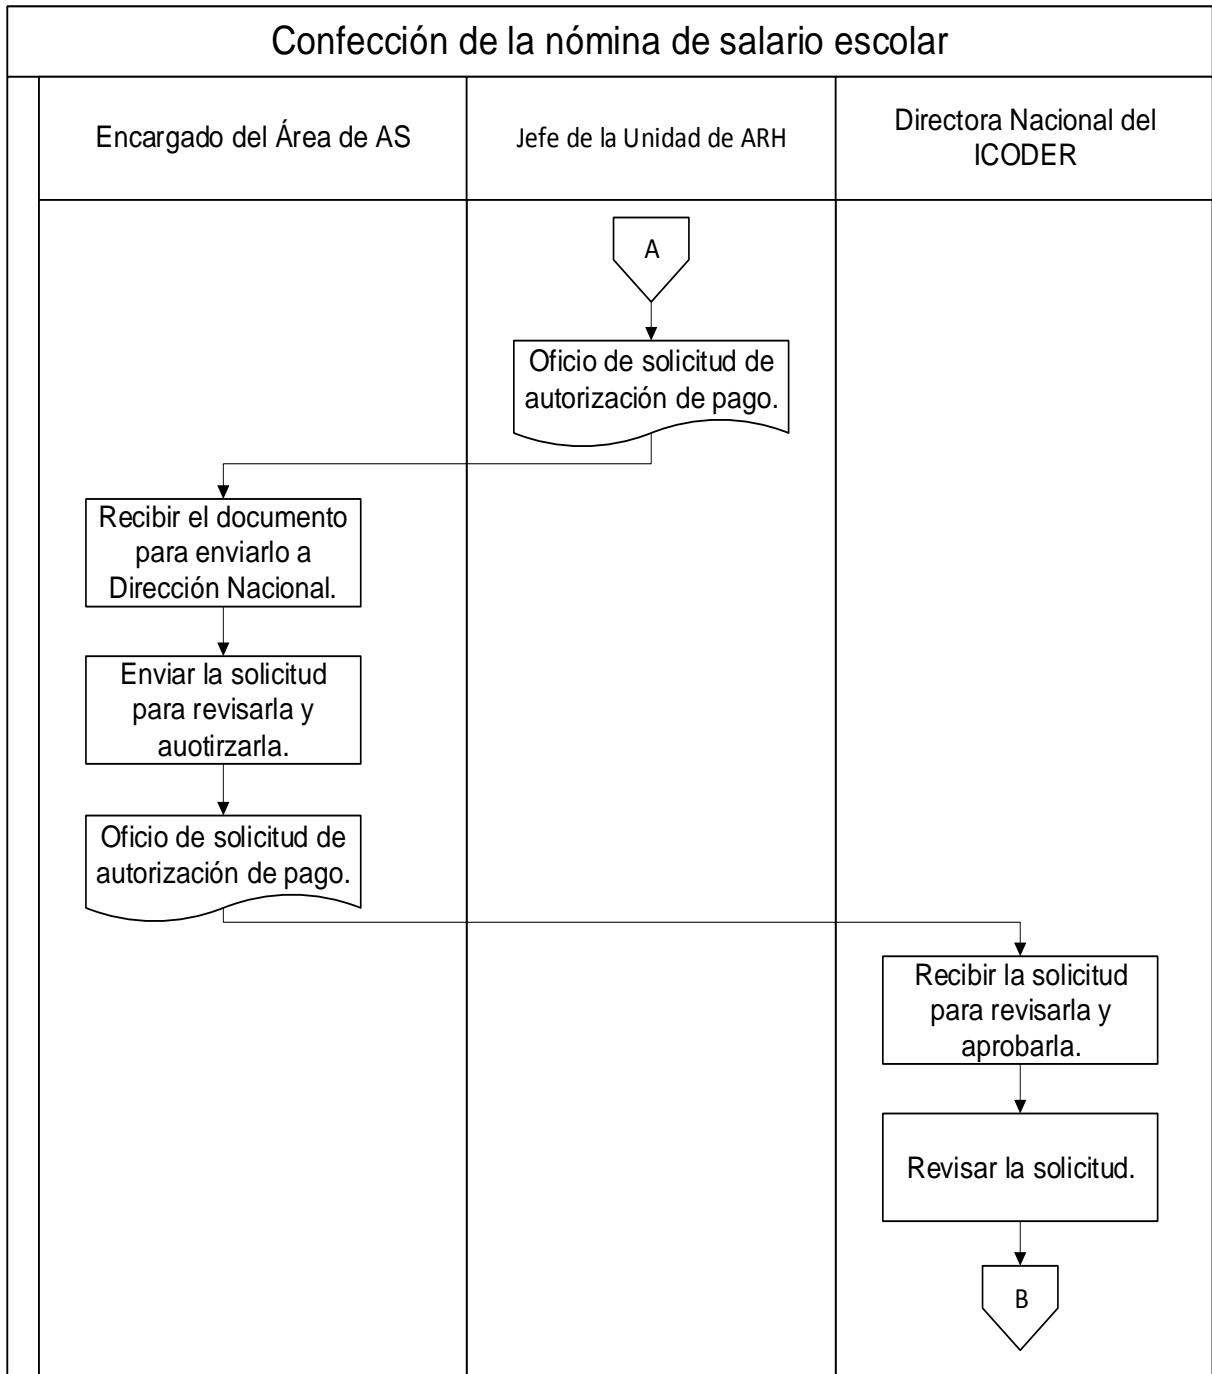 Confección de la nómina de salario escolar
Encargado del Área de AS
Jefe de la Unidad de ARH
Directora Nacional del
ICODER
A
Oficio de solicitud de
autorización de pago.
Recibir el documento
para enviarlo a
Dirección Nacional.
Enviar la solicitud
para revisarla y
auotirzarla.
Oficio de solicitud de
autorización de pago.
Recibir la solicitud
para revisarla y
aprobarla.
Revisar la solicitud.
B